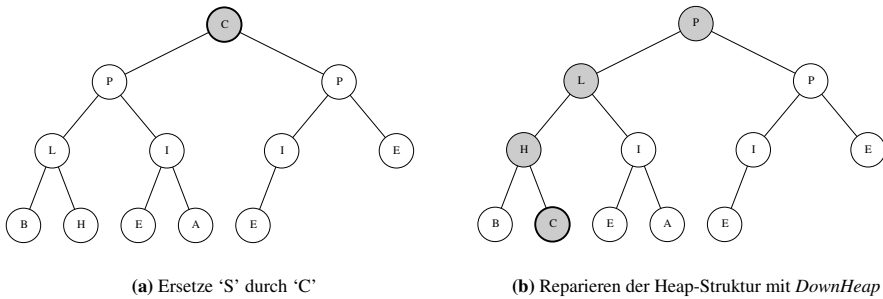 C
P
P
L
I
I
E
B
H
E
A
E
(a) Ersetze ‘S’ durch ‘C’
P
L
P
H
I
I
E
B
C
E
A
E
(b) Reparieren der Heap-Struktur mit DownHeap